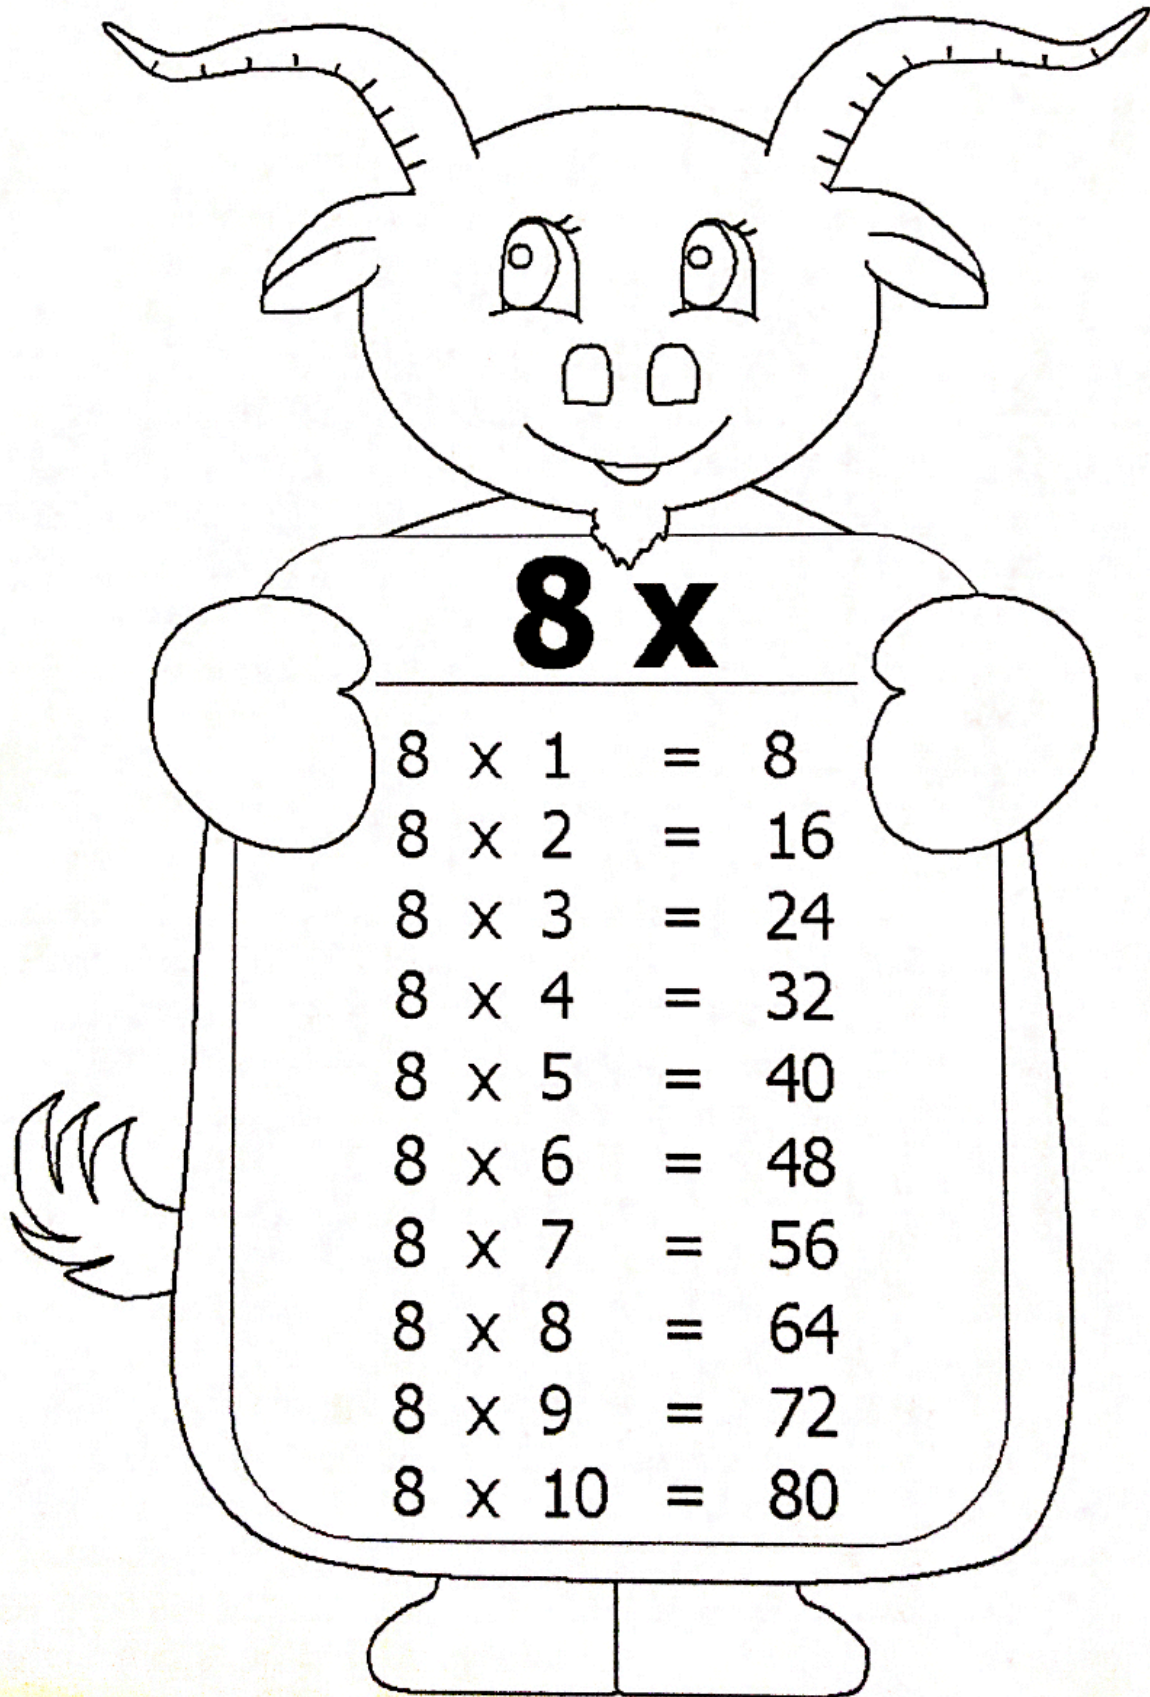 8 x
8 x 1 = 8
8 x 2 = 16
8 x 3 = 24
8 x 4 = 32
8 x 5 = 40
8 x 6 = 48
8 x 7 = 56
8 x 8 = 64
8 x 9 = 72
8 x 10 = 80